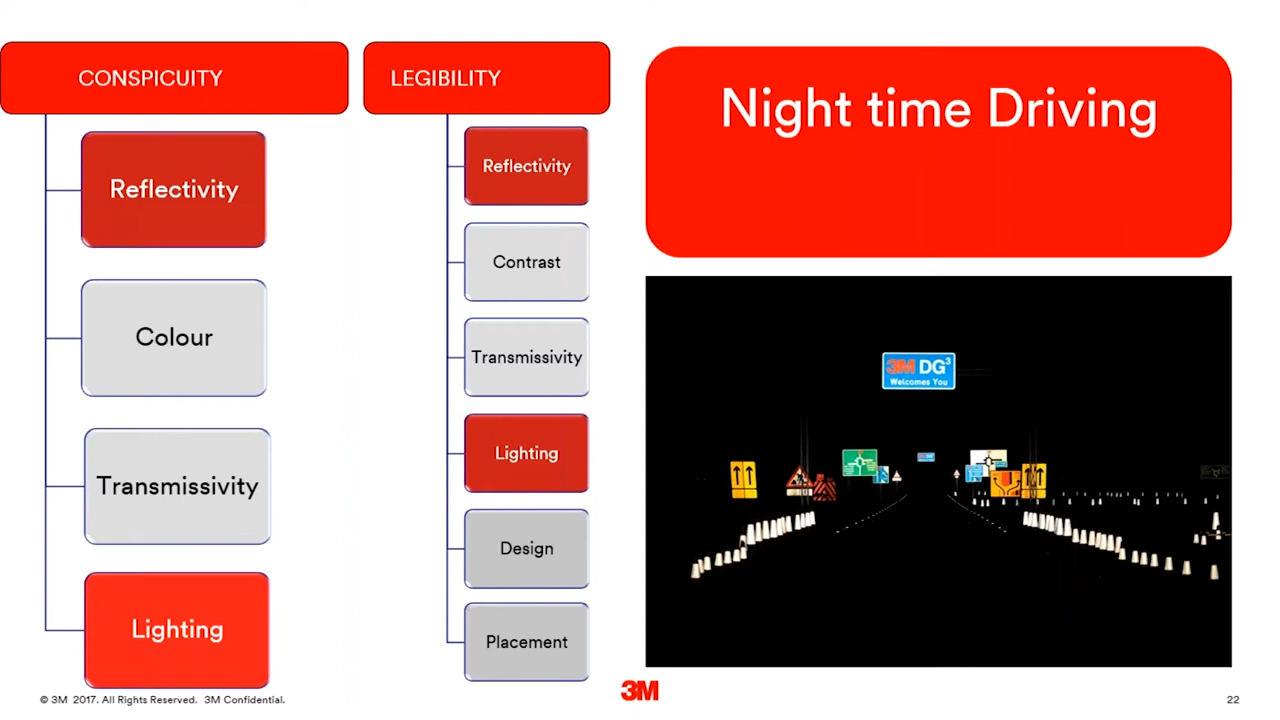 CONSPICUITY
Reflectivity
Colour
Transmissivity
Lighting
LEGIBILITY
Reflectivity
Contrast
Transmissivity
Lighting
Design
Placement
Night time Driving
3M DG³
Welcomes You
© 3M 2017. All Rights Reserved. 3M Confidential.
3M
22